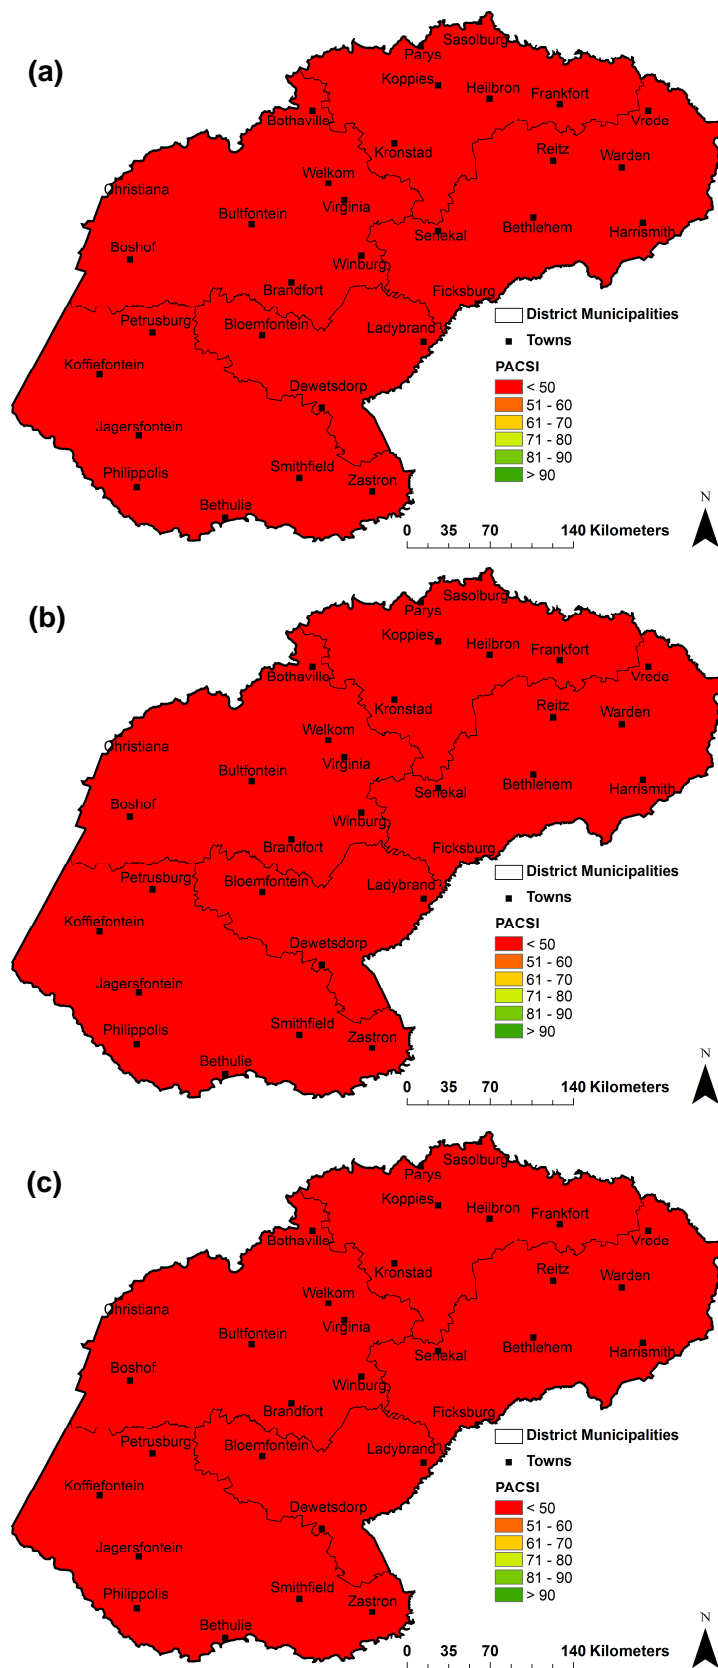 (a)
Sasolburg
Parys
Koppies
Heilbron
Frankfort
Bothaville
Vrede
Kronstad
Reitz
Warden
Welkom
Christiana
Virginia
Bultfontein
Senekal
Bethlehem
Harrismith
Boshof
Winburg
Brandfort
Ficksburg
Petrusburg
Bloemfontein
Ladybrand
Koffiefontein
Dewetsdorp
Jagersfontein
Philippolis
Smithfield
Zastron
Bethulie
District Municipalities
Towns
PACSI
< 50
51 - 60
61 - 70
71 - 80
81 - 90
> 90
N
0 35 70 140 Kilometers
(b)
Sasolburg
Parys
Koppies
Heilbron
Frankfort
Bothaville
Vrede
Kronstad
Reitz
Warden
Welkom
Christiana
Virginia
Bultfontein
Senekal
Bethlehem
Harrismith
Boshof
Winburg
Brandfort
Ficksburg
Petrusburg
Bloemfontein
Ladybrand
Koffiefontein
Dewetsdorp
Jagersfontein
Philippolis
Smithfield
Zastron
Bethulie
District Municipalities
Towns
PACSI
< 50
51 - 60
61 - 70
71 - 80
81 - 90
> 90
N
0 35 70 140 Kilometers
(c)
Sasolburg
Parys
Koppies
Heilbron
Frankfort
Bothaville
Vrede
Kronstad
Reitz
Warden
Welkom
Christiana
Virginia
Bultfontein
Senekal
Bethlehem
Harrismith
Boshof
Winburg
Brandfort
Ficksburg
Petrusburg
Bloemfontein
Ladybrand
Koffiefontein
Dewetsdorp
Jagersfontein
Philippolis
Smithfield
Zastron
Bethulie
District Municipalities
Towns
PACSI
< 50
51 - 60
61 - 70
71 - 80
81 - 90
> 90
N
0 35 70 140 Kilometers